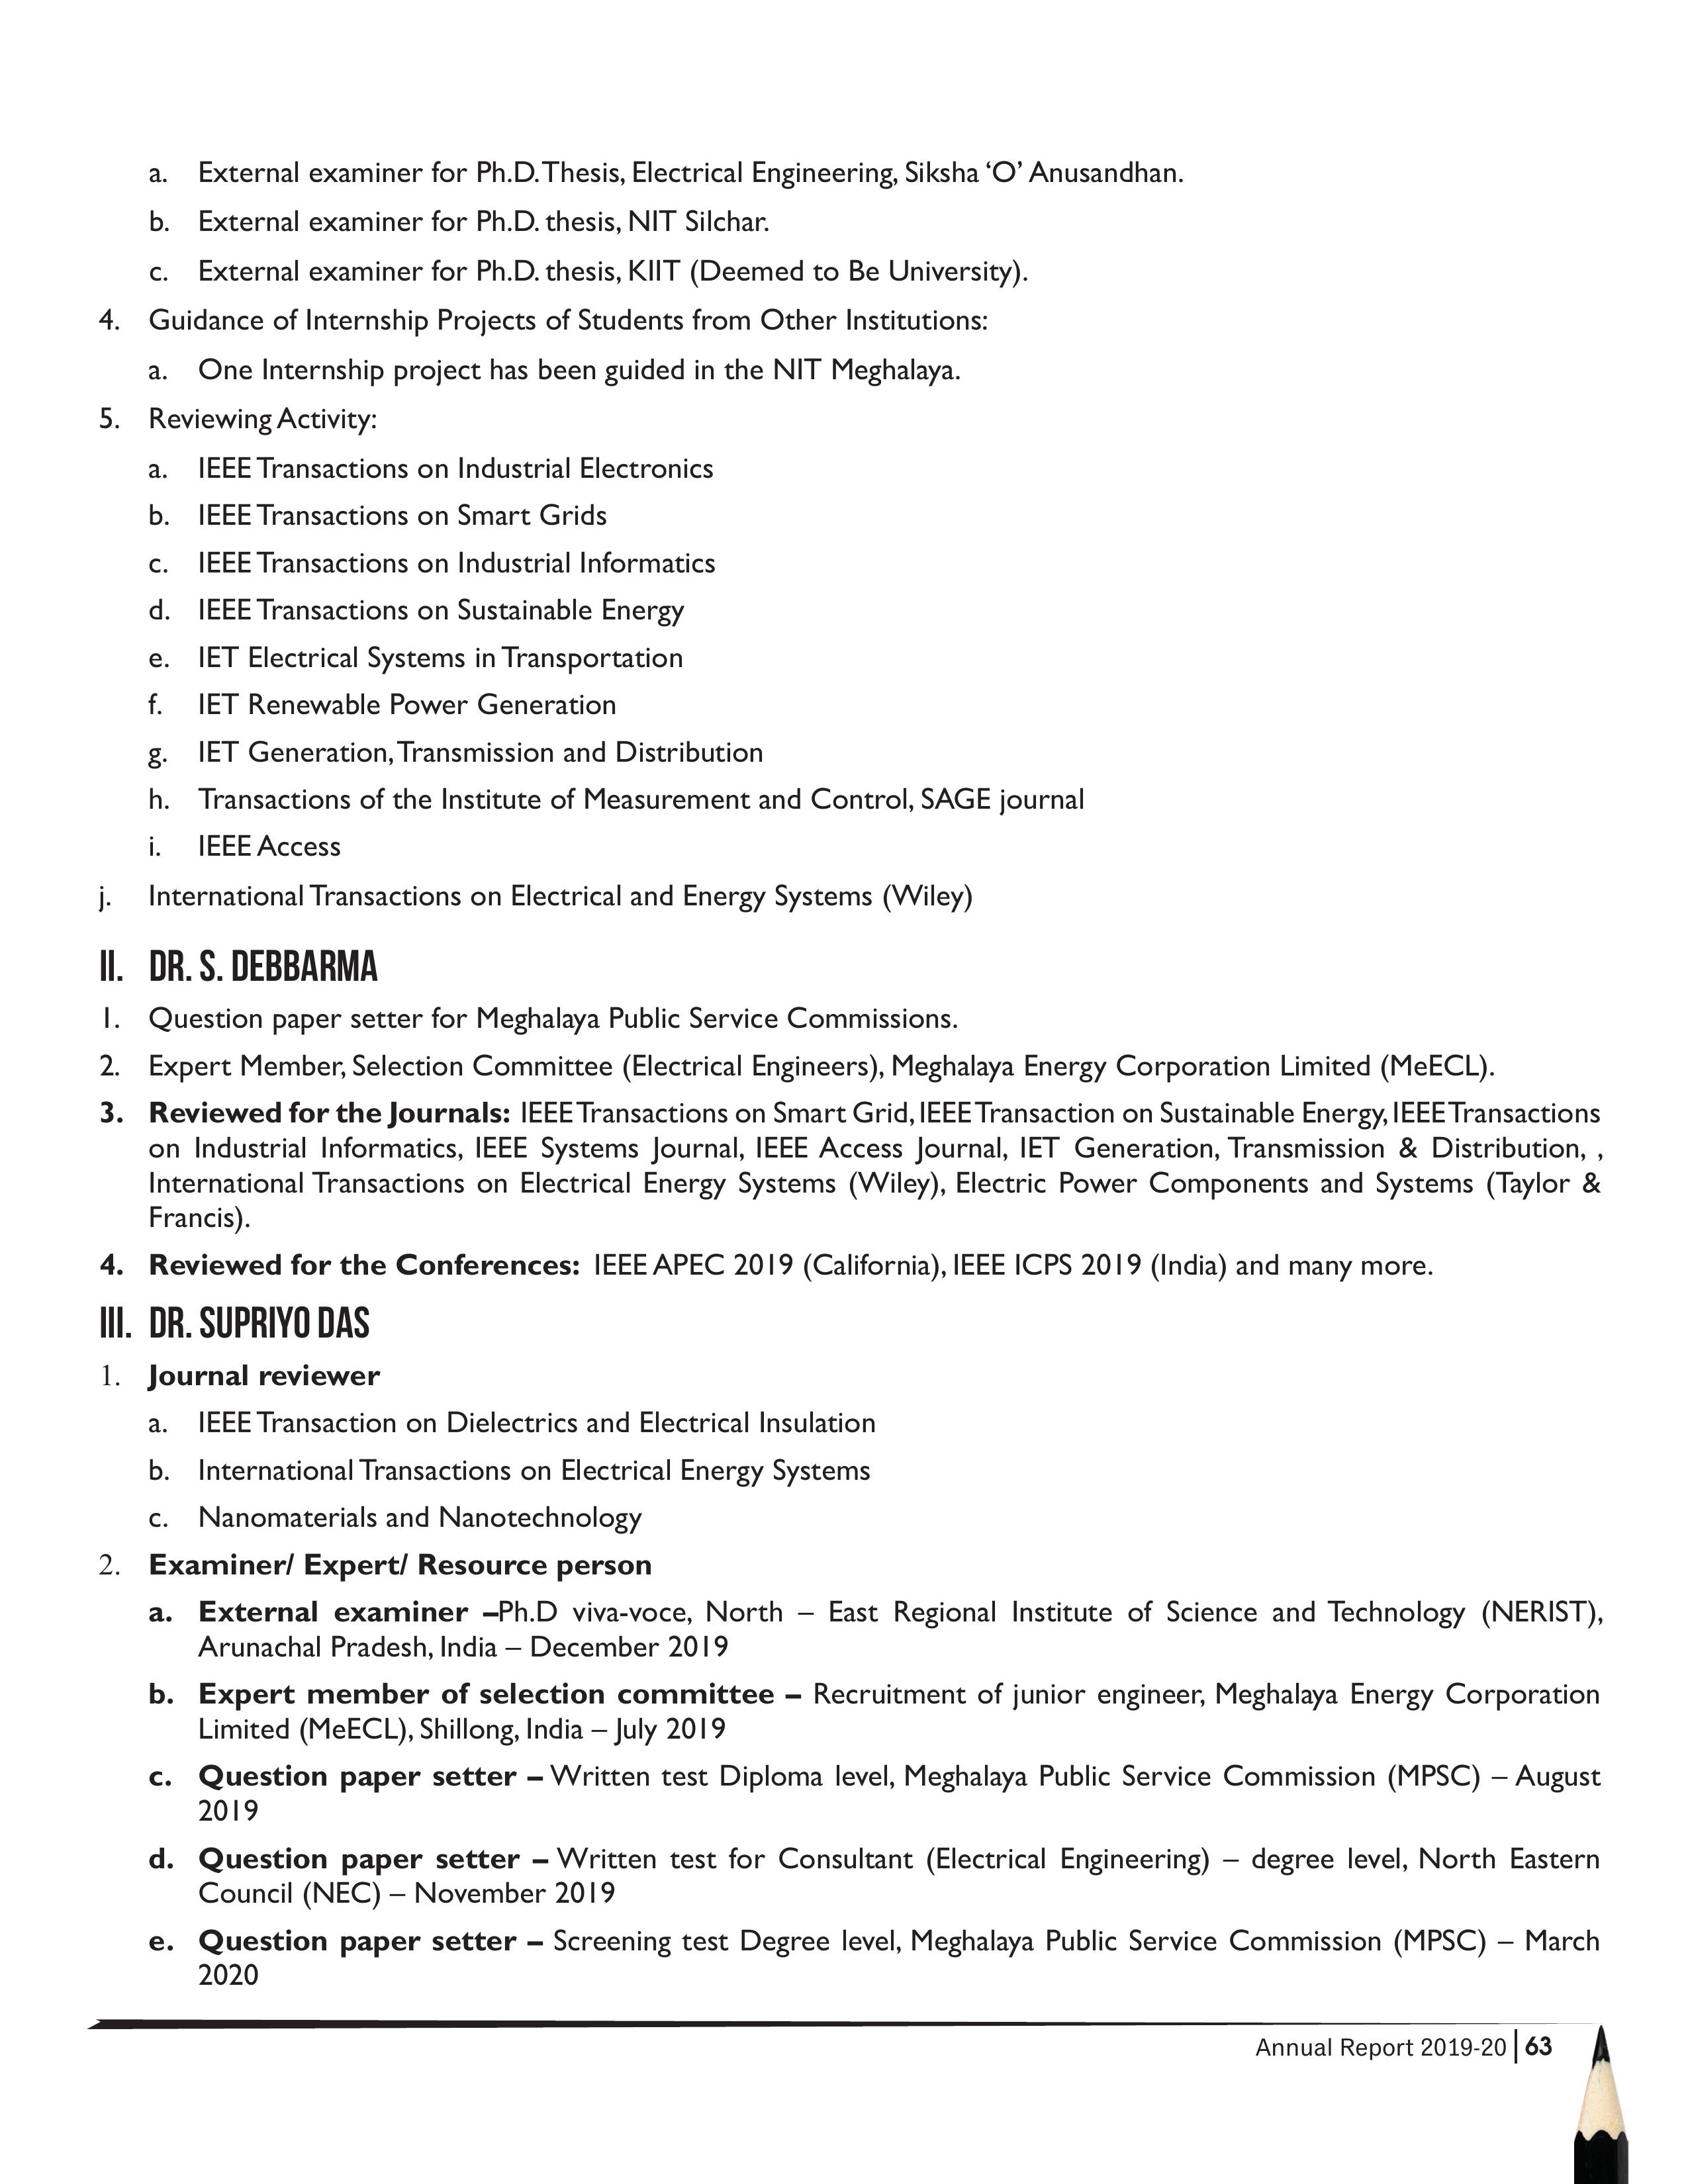 a. External examiner for Ph.D. Thesis, Electrical Engineering, Siksha ‘O’ Anusandhan.
b. External examiner for Ph.D. thesis, NIT Silchar.
c. External examiner for Ph.D. thesis, KIIT (Deemed to Be University).
4. Guidance of Internship Projects of Students from Other Institutions:
a. One Internship project has been guided in the NIT Meghalaya.
5. Reviewing Activity:
a. IEEE Transactions on Industrial Electronics
b. IEEE Transactions on Smart Grids
c. IEEE Transactions on Industrial Informatics
d. IEEE Transactions on Sustainable Energy
e. IET Electrical Systems in Transportation
f. IET Renewable Power Generation
g. IET Generation, Transmission and Distribution
h. Transactions of the Institute of Measurement and Control, SAGE journal
i. IEEE Access
j. International Transactions on Electrical and Energy Systems (Wiley)
II. DR. S. DEBBARMA
1. Question paper setter for Meghalaya Public Service Commissions.
2. Expert Member, Selection Committee (Electrical Engineers), Meghalaya Energy Corporation Limited (MeECL).
3. Reviewed for the Journals: IEEE Transactions on Smart Grid, IEEE Transaction on Sustainable Energy, IEEE Transactions
on Industrial Informatics, IEEE Systems Journal, IEEE Access Journal, IET Generation, Transmission & Distribution, ,
International Transactions on Electrical Energy Systems (Wiley), Electric Power Components and Systems (Taylor &
Francis).
4. Reviewed for the Conferences: IEEE APEC 2019 (California), IEEE ICPS 2019 (India) and many more.
III. DR. SUPRIYO DAS
1. Journal reviewer
a. IEEE Transaction on Dielectrics and Electrical Insulation
b. International Transactions on Electrical Energy Systems
c. Nanomaterials and Nanotechnology
2. Examiner/ Expert/ Resource person
a. External examiner –Ph.D viva-voce, North – East Regional Institute of Science and Technology (NERIST),
Arunachal Pradesh, India – December 2019
b. Expert member of selection committee – Recruitment of junior engineer, Meghalaya Energy Corporation
Limited (MeECL), Shillong, India – July 2019
c. Question paper setter – Written test Diploma level, Meghalaya Public Service Commission (MPSC) – August
2019
d. Question paper setter – Written test for Consultant (Electrical Engineering) – degree level, North Eastern
Council (NEC) – November 2019
e. Question paper setter – Screening test Degree level, Meghalaya Public Service Commission (MPSC) – March
2020
Annual Report 2019-20 | 63